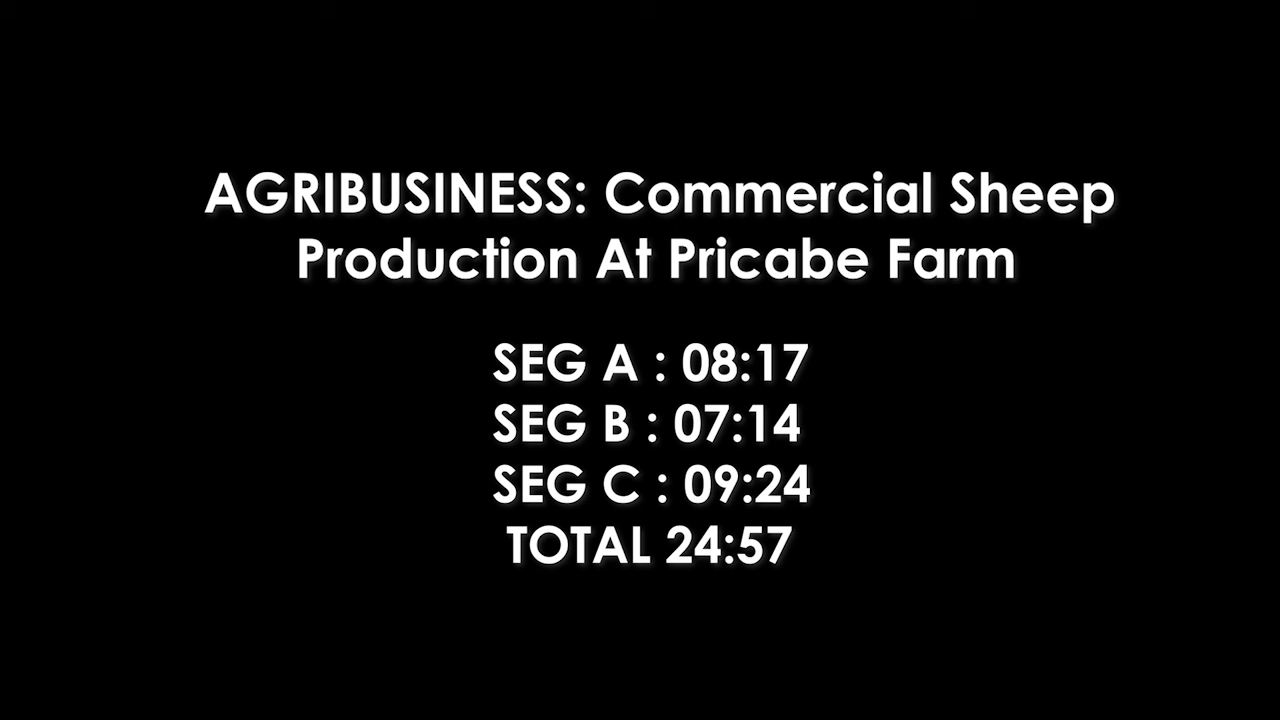 AGRIBUSINESS: Commercial Sheep
Production At Pricabe Farm
SEG A : 08:17
SEG B : 07:14
SEG C : 09:24
TOTAL 24:57